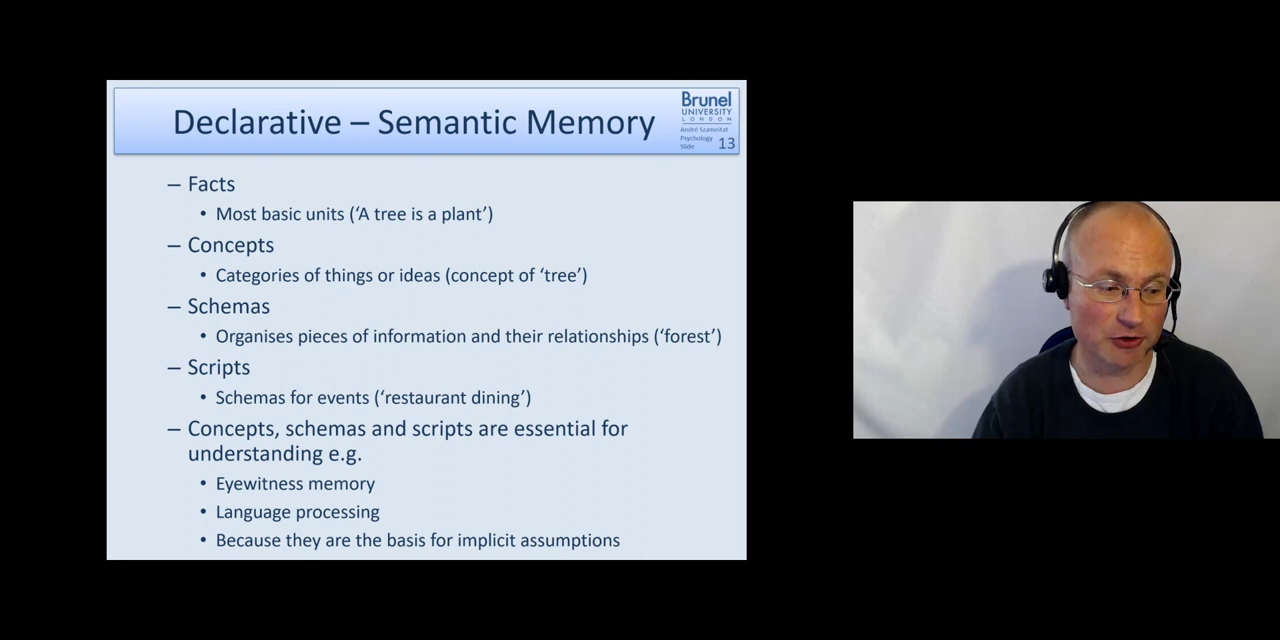 Declarative – Semantic Memory
Brunel
UNIVERSITY
LONDON
André Szameitat
Psychology
Slide 13
– Facts
• Most basic units (‘A tree is a plant’)
– Concepts
• Categories of things or ideas (concept of ‘tree’)
– Schemas
• Organises pieces of information and their relationships (‘forest’)
– Scripts
• Schemas for events (‘restaurant dining’)
– Concepts, schemas and scripts are essential for
understanding e.g.
• Eyewitness memory
• Language processing
• Because they are the basis for implicit assumptions